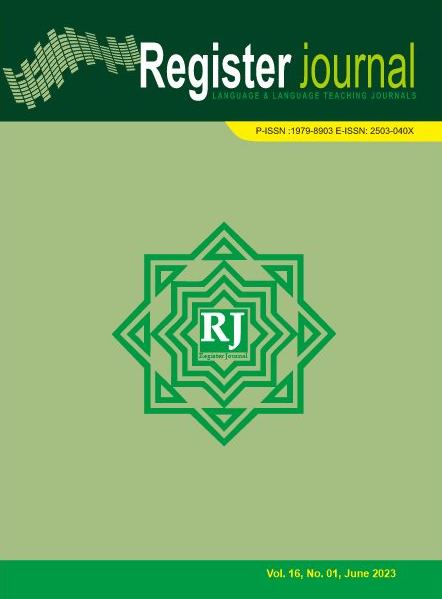 Register journal
LANGUAGE & LANGUAGE TEACHING JOURNALS
P-ISSN :1979-8903 E-ISSN: 2503-040X
RJ
Register Journal
Vol. 16, No. 01, June 2023